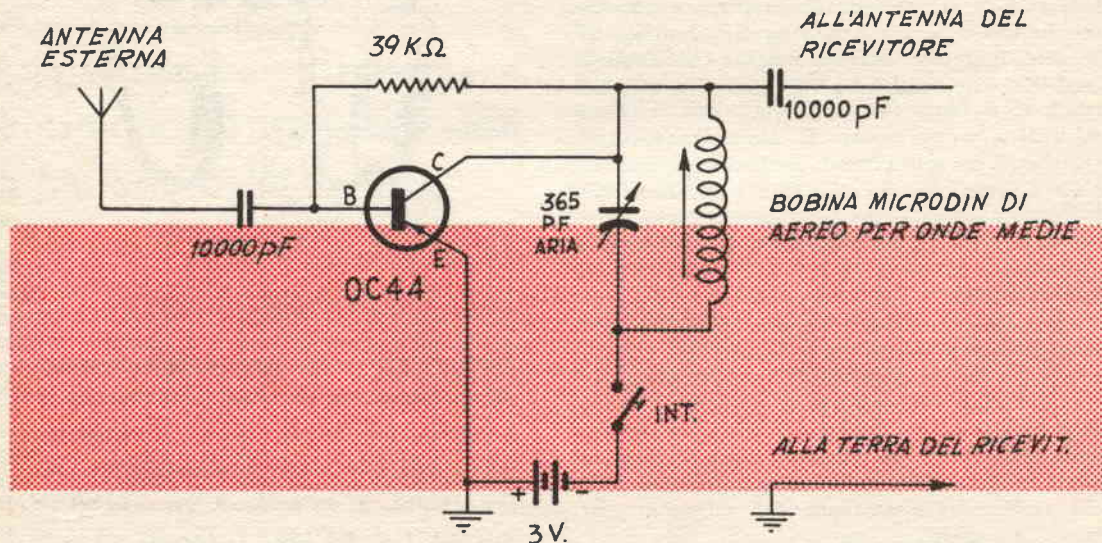 ANTENNA
ESTERNA
39 KΩ
ALL'ANTENNA DEL
RICEVITORE
10000 pF
C
B
E
365
PF
ARIA
BOBINA MICRODIN DI
AEREO PER ONDE MEDIE
10000 pF
OC44
INT.
ALLA TERRA DEL RICEVIT.
+
-
3 V.